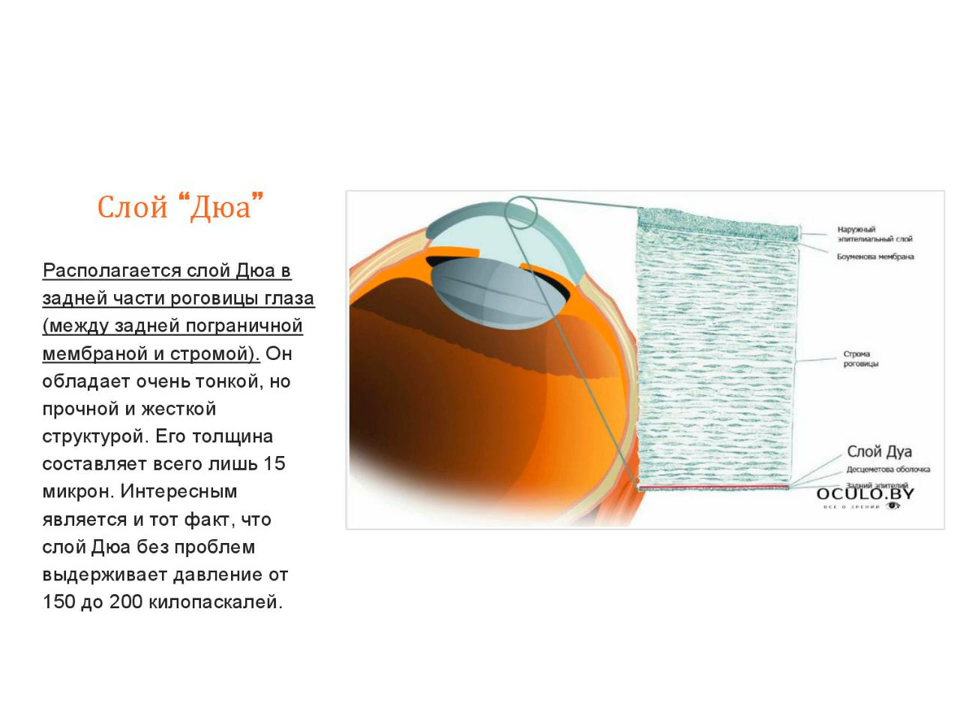 Слой “Дюа”
Располагается слой Дюа в
задней части роговицы глаза
(между задней пограничной
мембраной и стромой). Он
обладает очень тонкой, но
прочной и жесткой
структурой. Его толщина
составляет всего лишь 15
микрон. Интересным
является и тот факт, что
слой Дюа без проблем
выдерживает давление от
150 до 200 килопаскалей.
Наружный
эпителиальный слой
Боуменова мембрана
Строма
роговицы
Слой Дуа
Десцеметова оболочка
Задний эпителий
OCULO.BY
ВСЕ О ЗРЕНИИ